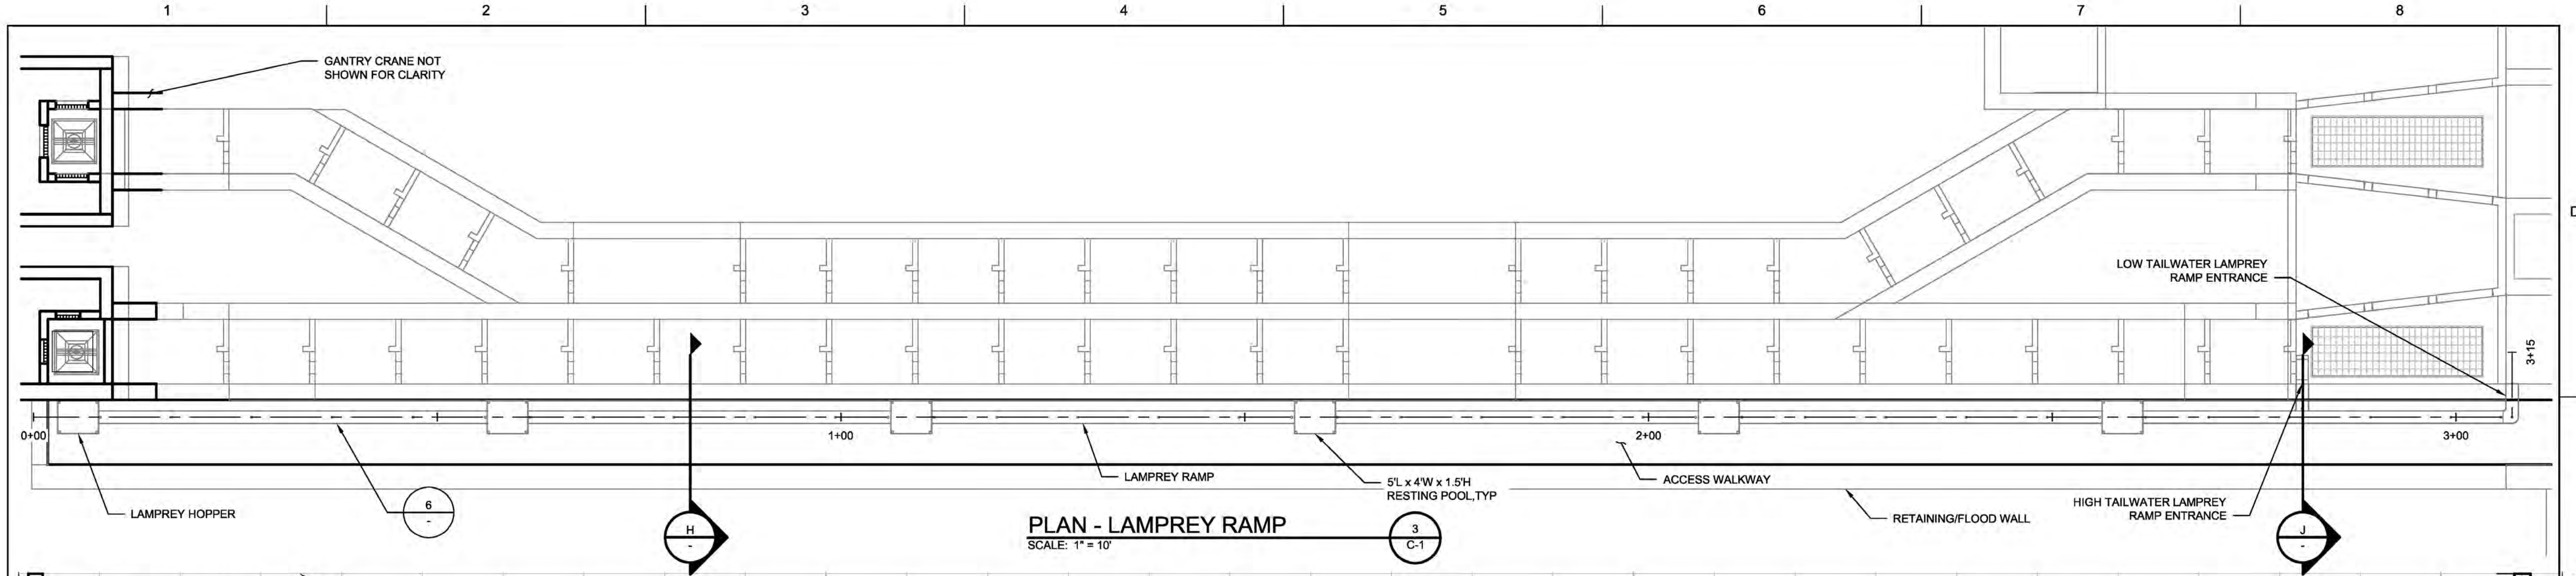 1 2 3 4 5 6 7 8
GANTRY CRANE NOT
SHOWN FOR CLARITY
D
LOW TAILWATER LAMPREY
RAMP ENTRANCE
3+15
0+00 1+00 2+00 3+00
LAMPREY HOPPER
6
-
H
-
LAMPREY RAMP
5'L x 4'W x 1.5'H
RESTING POOL,TYP
ACCESS WALKWAY
RETAINING/FLOOD WALL
HIGH TAILWATER LAMPREY
RAMP ENTRANCE
J
-
PLAN - LAMPREY RAMP
SCALE: 1" = 10'
3
C-1